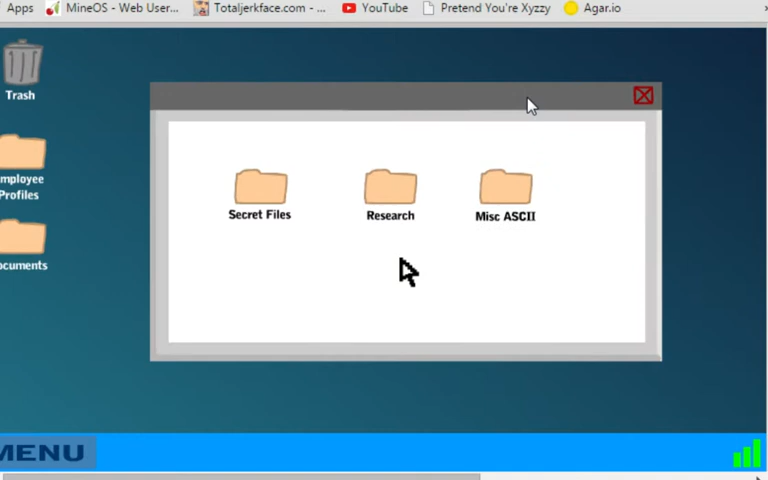 Apps MineOS - Web User... Totaljerkface.com - ... YouTube Pretend You're Xyzzy Agar.io
Trash
mployee
Profiles
ocuments
Secret Files Research Misc ASCII
MENU